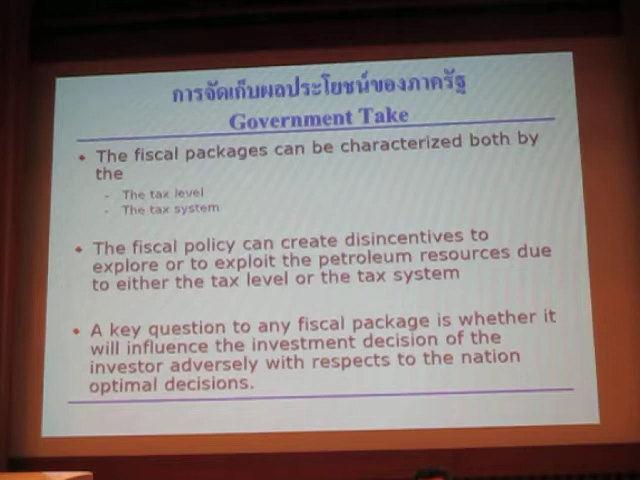 การจัดเก็บผลประโยชน์ของภาครัฐ
Government Take
• The fiscal packages can be characterized both by
the
- The tax level
- The tax system
• The fiscal policy can create disincentives to
explore or to exploit the petroleum resources due
to either the tax level or the tax system
• A key question to any fiscal package is whether it
will influence the investment decision of the
investor adversely with respects to the nation
optimal decisions.